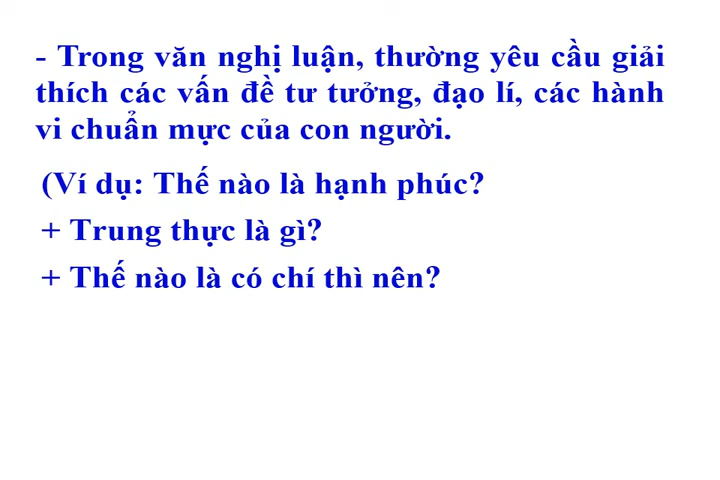 - Trong văn nghị luận, thường yêu cầu giải
thích các vấn đề tư tưởng, đạo lí, các hành
vi chuẩn mực của con người.
(Ví dụ: Thế nào là hạnh phúc?
+ Trung thực là gì?
+ Thế nào là có chí thì nên?